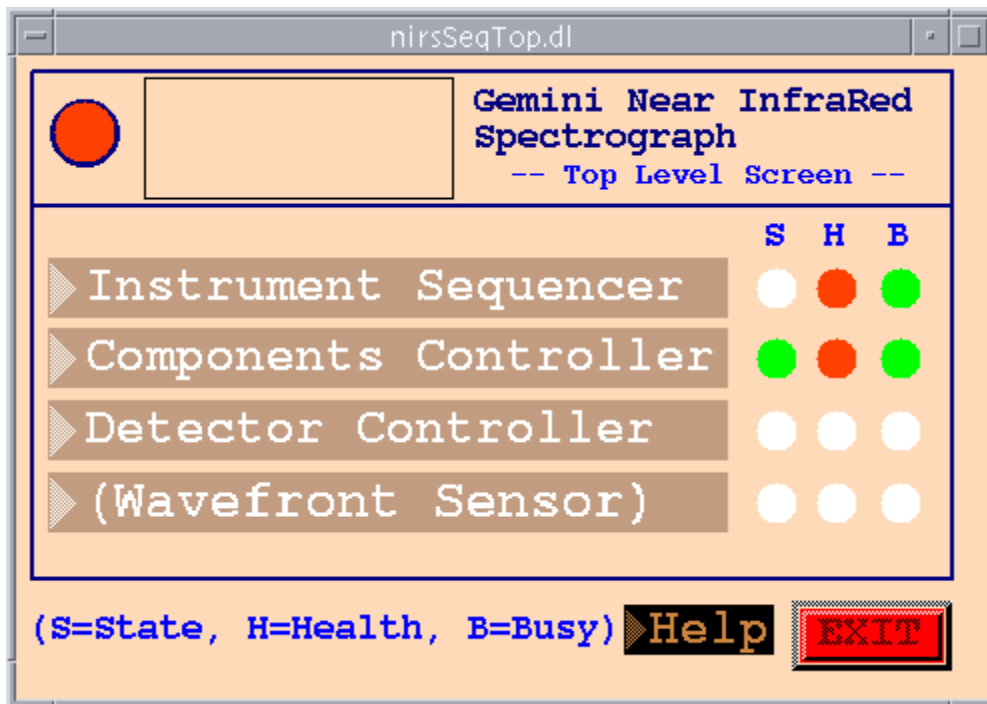 nirsSeqTop.dl
Gemini Near InfraRed
Spectrograph
-- Top Level Screen --
S H B
Instrument Sequencer
Components Controller
Detector Controller
(Wavefront Sensor)
(S=State, H=Health, B=Busy) Help EXIT